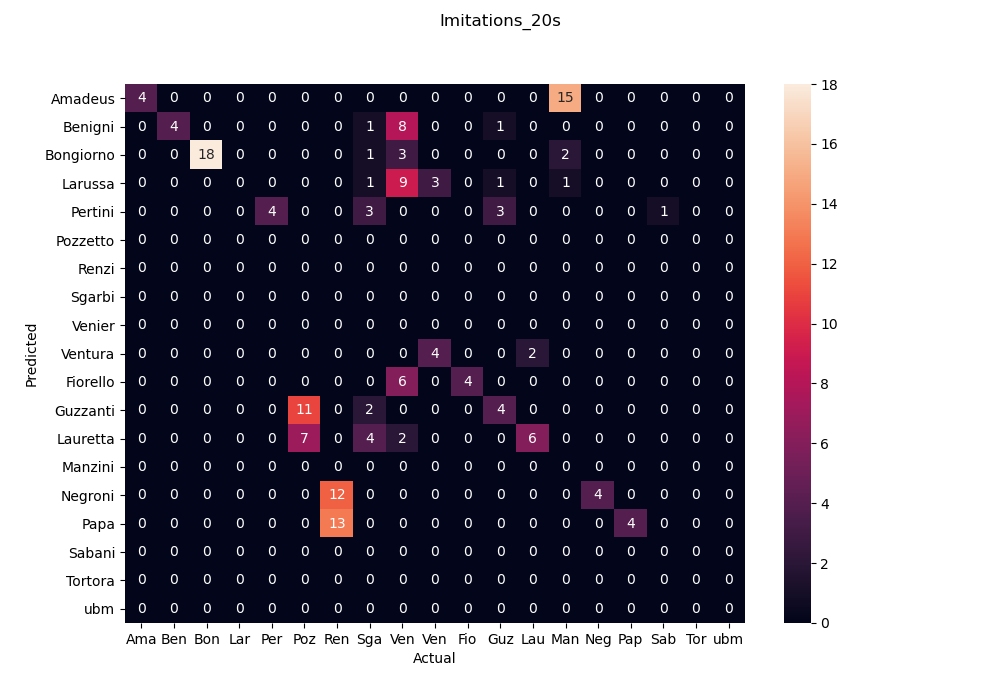 Imitations_20s
Amadeus 4 0 0 0 0 0 0 0 0 0 0 0 0 15 0 0 0 0 0
Benigni 0 4 0 0 0 0 0 1 8 0 0 1 0 0 0 0 0 0 0
Bongiorno 0 0 18 0 0 0 0 1 3 0 0 0 0 2 0 0 0 0 0
Larussa 0 0 0 0 0 0 0 1 9 3 0 1 0 1 0 0 0 0 0
Pertini 0 0 0 0 4 0 0 3 0 0 0 3 0 0 0 0 1 0 0
Pozzetto 0 0 0 0 0 0 0 0 0 0 0 0 0 0 0 0 0 0 0
Renzi 0 0 0 0 0 0 0 0 0 0 0 0 0 0 0 0 0 0 0
Sgarbi 0 0 0 0 0 0 0 0 0 0 0 0 0 0 0 0 0 0 0
Venier 0 0 0 0 0 0 0 0 0 0 0 0 0 0 0 0 0 0 0
Ventura 0 0 0 0 0 0 0 0 0 4 0 0 2 0 0 0 0 0 0
Fiorello 0 0 0 0 0 0 0 0 6 0 4 0 0 0 0 0 0 0 0
Guzzanti 0 0 0 0 0 11 0 2 0 0 0 4 0 0 0 0 0 0 0
Lauretta 0 0 0 0 0 7 0 4 2 0 0 0 6 0 0 0 0 0 0
Manzini 0 0 0 0 0 0 0 0 0 0 0 0 0 0 0 0 0 0 0
Negroni 0 0 0 0 0 0 12 0 0 0 0 0 0 0 4 0 0 0 0
Papa 0 0 0 0 0 0 13 0 0 0 0 0 0 0 0 4 0 0 0
Sabani 0 0 0 0 0 0 0 0 0 0 0 0 0 0 0 0 0 0 0
Tortora 0 0 0 0 0 0 0 0 0 0 0 0 0 0 0 0 0 0 0
ubm 0 0 0 0 0 0 0 0 0 0 0 0 0 0 0 0 0 0 0
Ama Ben Bon Lar Per Poz Ren Sga Ven Ven Fio Guz Lau Man Neg Pap Sab Tor ubm
Actual
Predicted
18
16
14
12
10
8
6
4
2
0